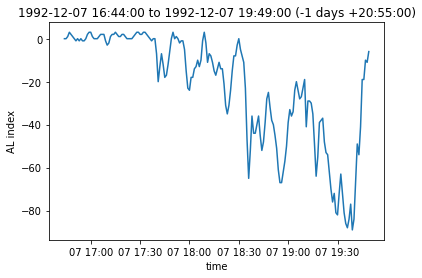 1992-12-07 16:44:00 to 1992-12-07 19:49:00 (-1 days +20:55:00)
AL index
0
−20
−40
−60
−80
07 17:00 07 17:30 07 18:00 07 18:30 07 19:00 07 19:30
time